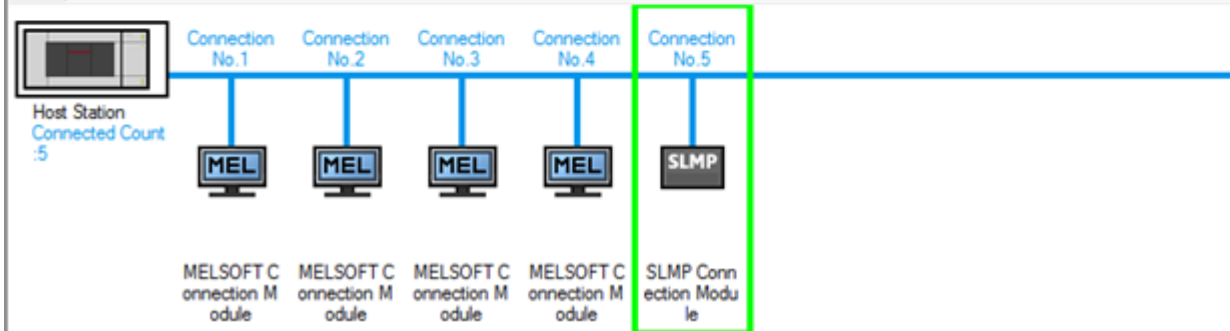 Connection
No.1
Connection
No.2
Connection
No.3
Connection
No.4
Connection
No.5
Host Station
Connected Count
:5
MEL
MEL
MEL
MEL
SLMP
MELSOFT C
onnection M
odule
MELSOFT C
onnection M
odule
MELSOFT C
onnection M
odule
MELSOFT C
onnection M
odule
SLMP Conn
ection Modu
le